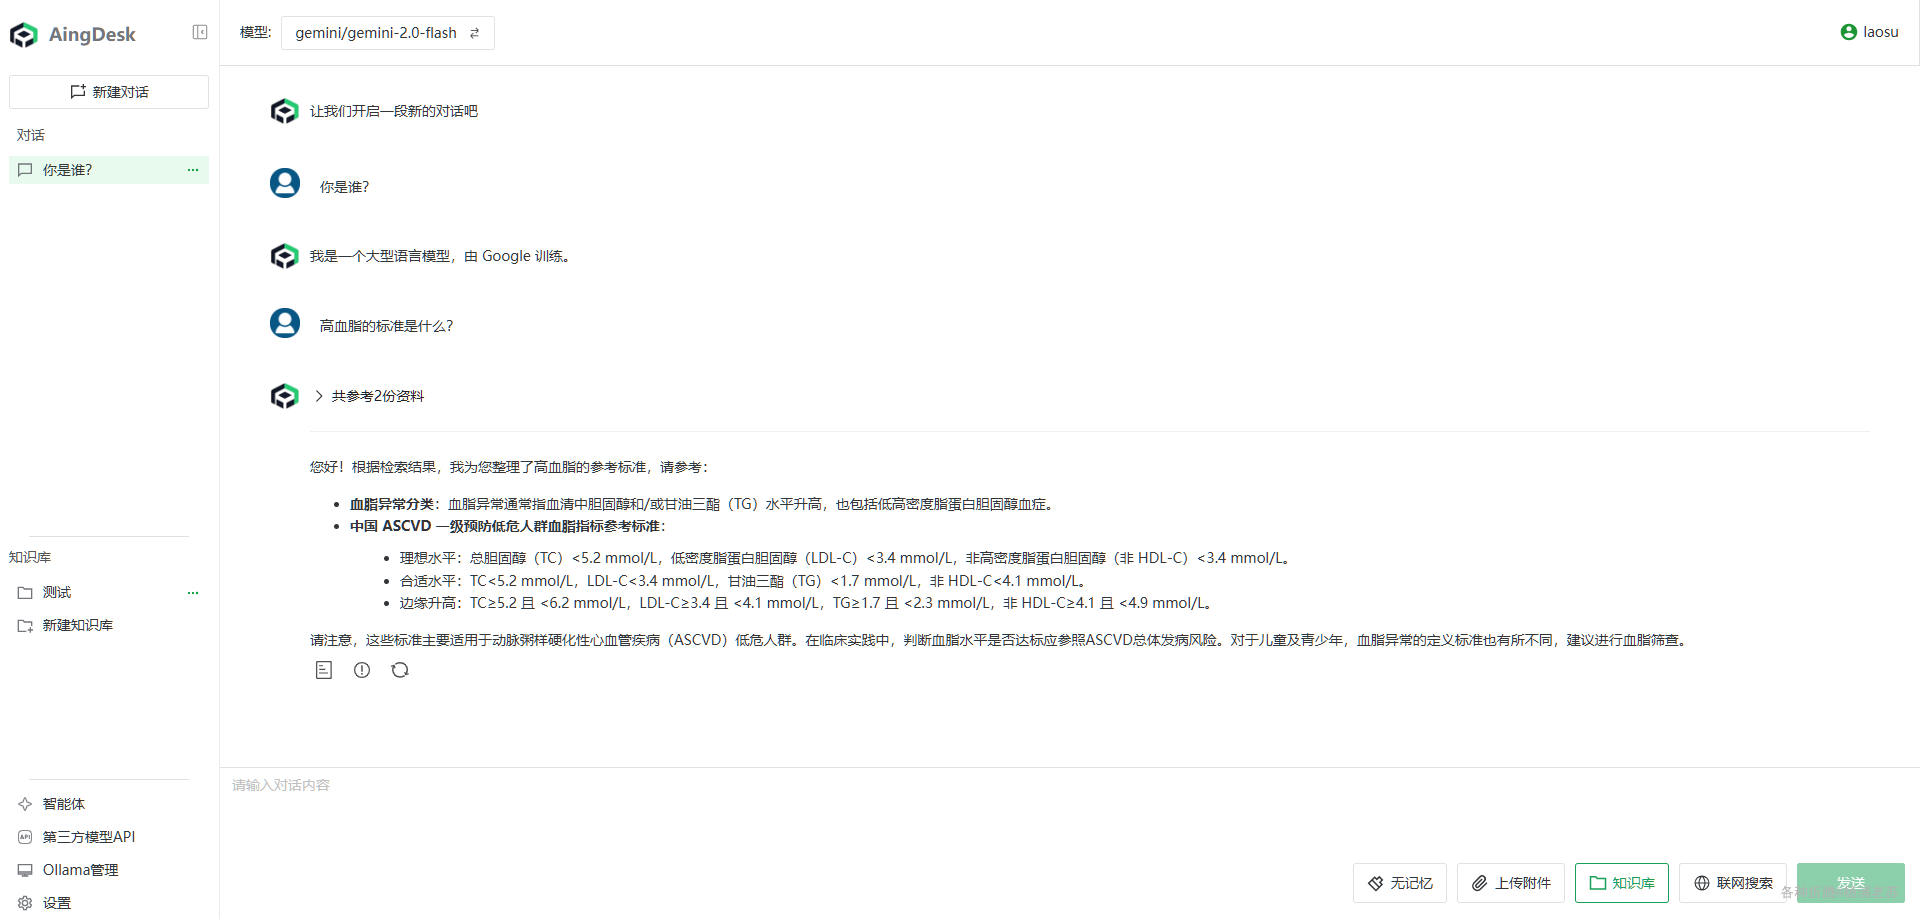 AingDesk
模型:
gemini/gemini-2.0-flash
laosu
新建对话
对话
你是谁？
让我们开启一段新的对话吧
你是谁？
我是一个大型语言模型，由 Google 训练。
高血脂的标准是什么？
共参考2份资料
您好！根据检索结果，我为您整理了高血脂的参考标准，请参考：
血脂异常分类：血脂异常通常指血清中胆固醇和/或甘油三酯（TG）水平升高，也包括低高密度脂蛋白胆固醇血症。
中国 ASCVD 一级预防低危人群血脂指标参考标准：
理想水平：总胆固醇（TC）<5.2 mmol/L，低密度脂蛋白胆固醇（LDL-C）<3.4 mmol/L，非高密度脂蛋白胆固醇（非 HDL-C）<3.4 mmol/L。
合适水平：TC<5.2 mmol/L，LDL-C<3.4 mmol/L，甘油三酯（TG）<1.7 mmol/L，非 HDL-C<4.1 mmol/L。
边缘升高：TC≥5.2 且 <6.2 mmol/L，LDL-C≥3.4 且 <4.1 mmol/L，TG≥1.7 且 <2.3 mmol/L，非 HDL-C≥4.1 且 <4.9 mmol/L。
请注意，这些标准主要适用于动脉粥样硬化性心血管疾病（ASCVD）低危人群。在临床实践中，判断血脂水平是否达标应参照ASCVD总体发病风险。对于儿童及青少年，血脂异常的定义标准也有所不同，建议进行血脂筛查。
知识库
测试
新建知识库
智能体
API 第三方模型API
Ollama管理
设置
请输入对话内容
无记忆
上传附件
知识库
联网搜索
发送